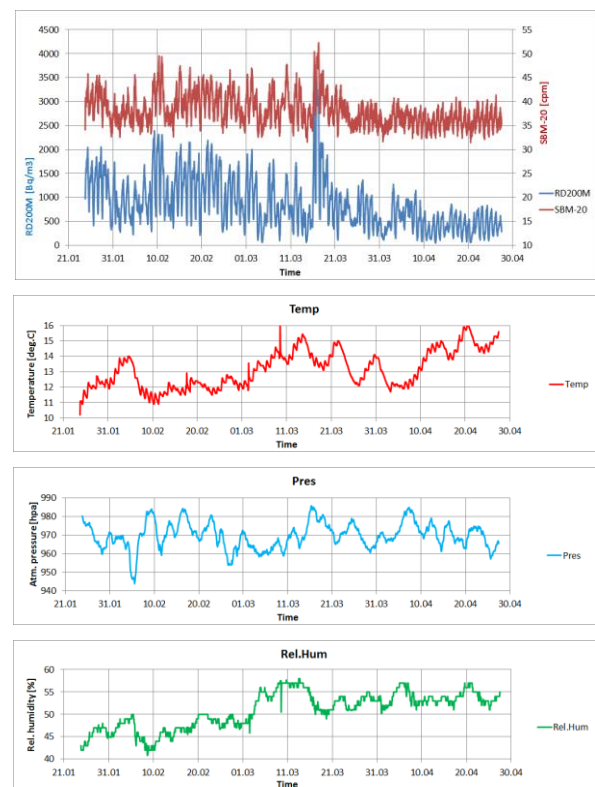 4500 4000 3500 3000 2500 2000 1500 1000 500 0
RD200M [Bq/m3]
55 50 45 40 35 30 25 20 15 10
SBM-20 [cpm]
RD200M
SBM-20
21.01 31.01 10.02 20.02 01.03 11.03 21.03 31.03 10.04 20.04 30.04
Time
Temp
16 15 14 13 12 11 10
Temperature [deg.C]
Temp
21.01 31.01 10.02 20.02 01.03 11.03 21.03 31.03 10.04 20.04 30.04
Time
Pres
990 980 970 960 950 940
Atm. pressure [hpa]
Pres
21.01 31.01 10.02 20.02 01.03 11.03 21.03 31.03 10.04 20.04 30.04
Time
Rel.Hum
60 55 50 45 40
Rel. humidity [%]
Rel.Hum
21.01 31.01 10.02 20.02 01.03 11.03 21.03 31.03 10.04 20.04 30.04
Time